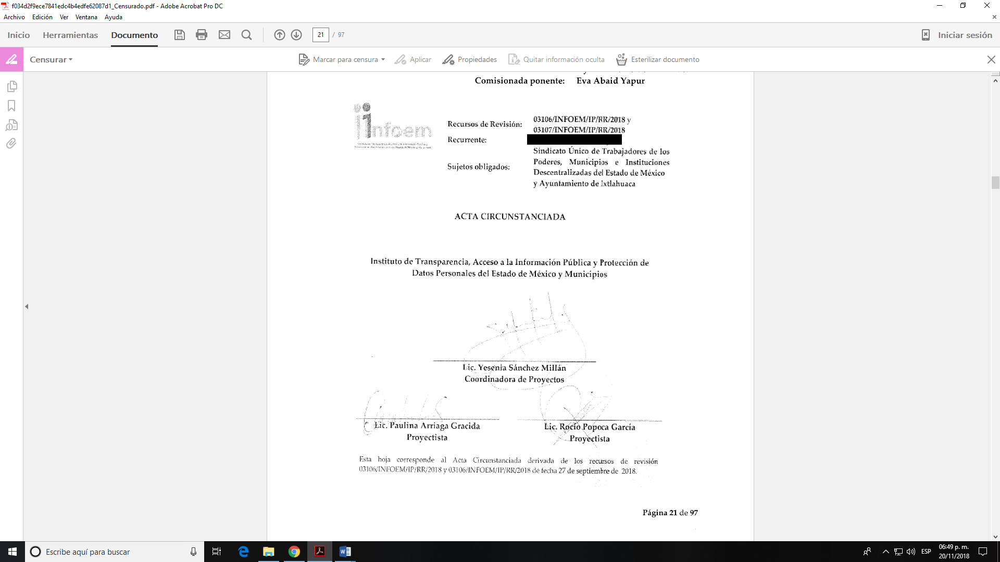 f034d2f9ece7841edc4b4edfe62087d1_Censurado.pdf - Adobe Acrobat Pro DC
Archivo Edición Ver Ventana Ayuda
Inicio Herramientas Documento 21 / 97 Iniciar sesión
Censurar Marcar para censura Aplicar Propiedades Quitar información oculta Esterilizar documento
Comisionada ponente: Eva Abaid Yapur
infoem
Recursos de Revisión: 03106/INFOEM/IP/RR/2018 y
03107/INFOEM/IP/RR/2018
Recurrente:
Sujetos obligados: Sindicato Único de Trabajadores de los
Poderes, Municipios e Instituciones
Descentralizadas del Estado de México
y Ayuntamiento de Ixtlahuaca
ACTA CIRCUNSTANCIADA
Instituto de Transparencia, Acceso a la Información Pública y Protección de
Datos Personales del Estado de México y Municipios
Lic. Yesenia Sánchez Millán
Coordinadora de Proyectos
Lic. Paulina Arriaga Gracida
Proyectista
Lic. Rocío Popoca García
Proyectista
Esta hoja corresponde al Acta Circunstanciada derivada de los recursos de revisión
03106/INFOEM/IP/RR/2018 y 03106/INFOEM/IP/RR/2018 de fecha 27 de septiembre de 2018.
Página 21 de 97
Escribe aquí para buscar
ESP
06:49 p. m.
20/11/2018